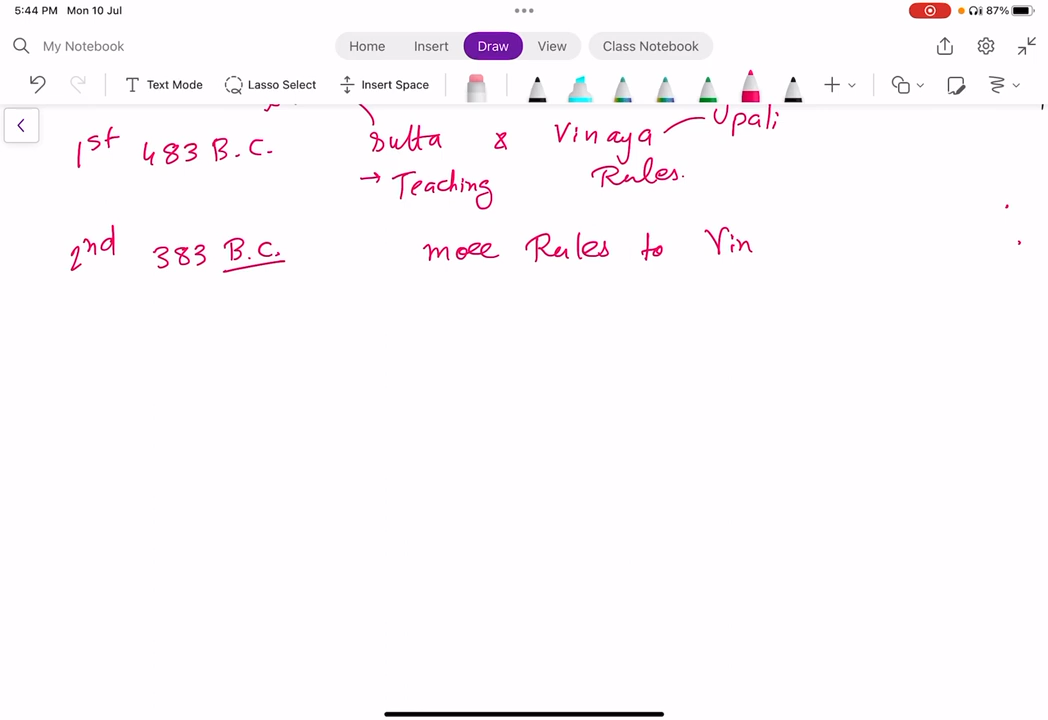 5:44 PM Mon 10 Jul 87%
My Notebook Home Insert Draw View Class Notebook
Text Mode Lasso Select Insert Space
1st 483 B.C. Sutta & Vinaya Upali
→ Teaching Rules.
2nd 383 B.C. more Rules to Vin